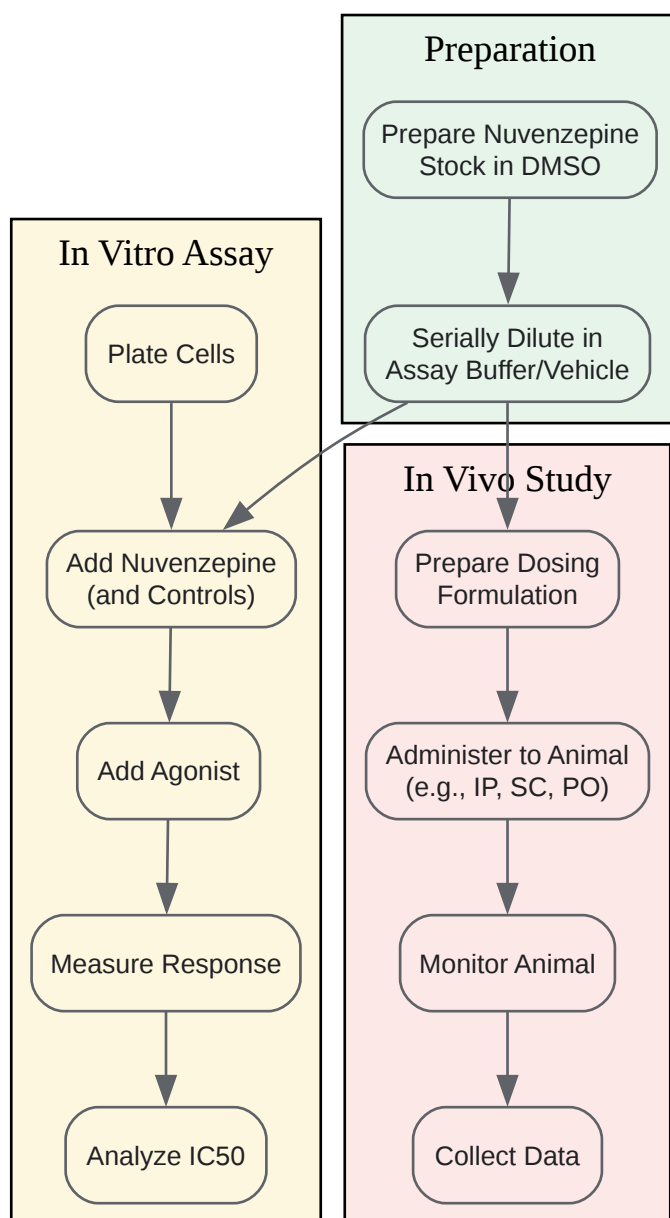 Preparation
Prepare Nuvenzepine
Stock in DMSO
Serially Dilute in
Assay Buffer/Vehicle
In Vitro Assay
Plate Cells
Add Nuvenzepine
(and Controls)
Add Agonist
Measure Response
Analyze IC50
In Vivo Study
Prepare Dosing
Formulation
Administer to Animal
(e.g., IP, SC, PO)
Monitor Animal
Collect Data